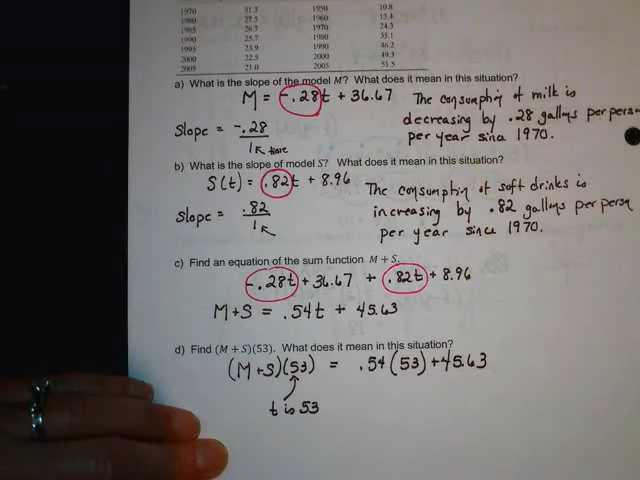 1970 31.3 1950 10.8
1980 27.5 1960 13.4
1985 26.7 1970 24.3
1990 25.7 1980 35.1
1995 23.9 1990 46.2
2000 22.5 2000 49.3
2005 21.0 2005 51.5
a) What is the slope of the model M? What does it mean in this situation?
M = -.28t + 36.67
The consumption of milk is
decreasing by .28 gallons per person
per year since 1970.
Slope = -.28
1 time
b) What is the slope of model S? What does it mean in this situation?
S(t) = .82t + 8.96
The consumption of soft drinks is
increasing by .82 gallons per person
per year since 1970.
Slope = .82
1
c) Find an equation of the sum function M + S.
-.28t + 36.67 + .82t + 8.96
M+S = .54t + 45.63
d) Find (M + S)(53). What does it mean in this situation?
(M+S)(53) = .54(53) + 45.63
t is 53